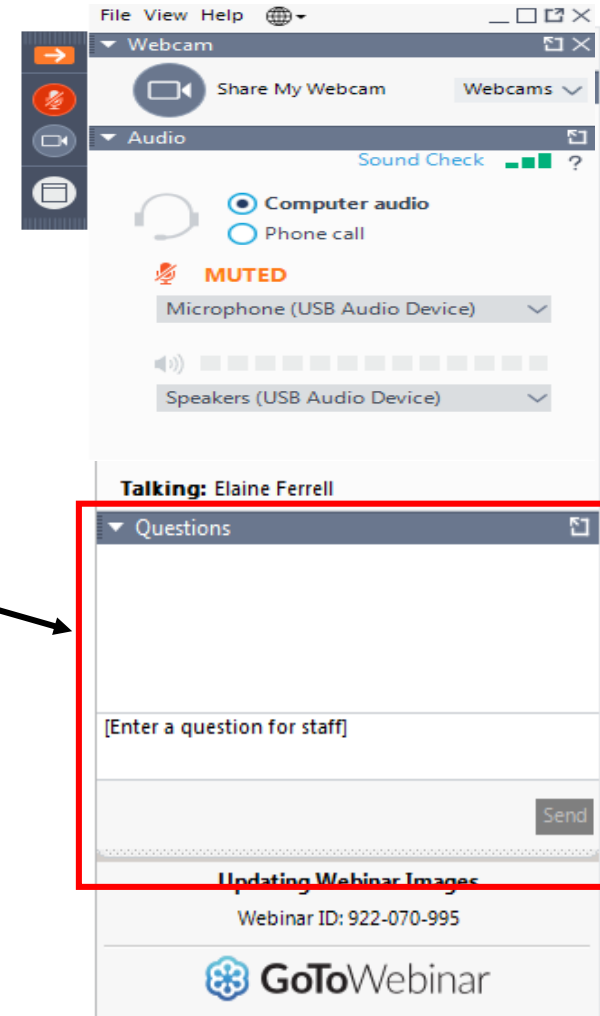 File View Help
Webcam
Share My Webcam Webcams
Audio
Sound Check ?
Computer audio
Phone call
MUTED
Microphone (USB Audio Device)
Speakers (USB Audio Device)
Talking: Elaine Ferrell
Questions
[Enter a question for staff]
Send
Updating Webinar Images
Webinar ID: 922-070-995
GoToWebinar